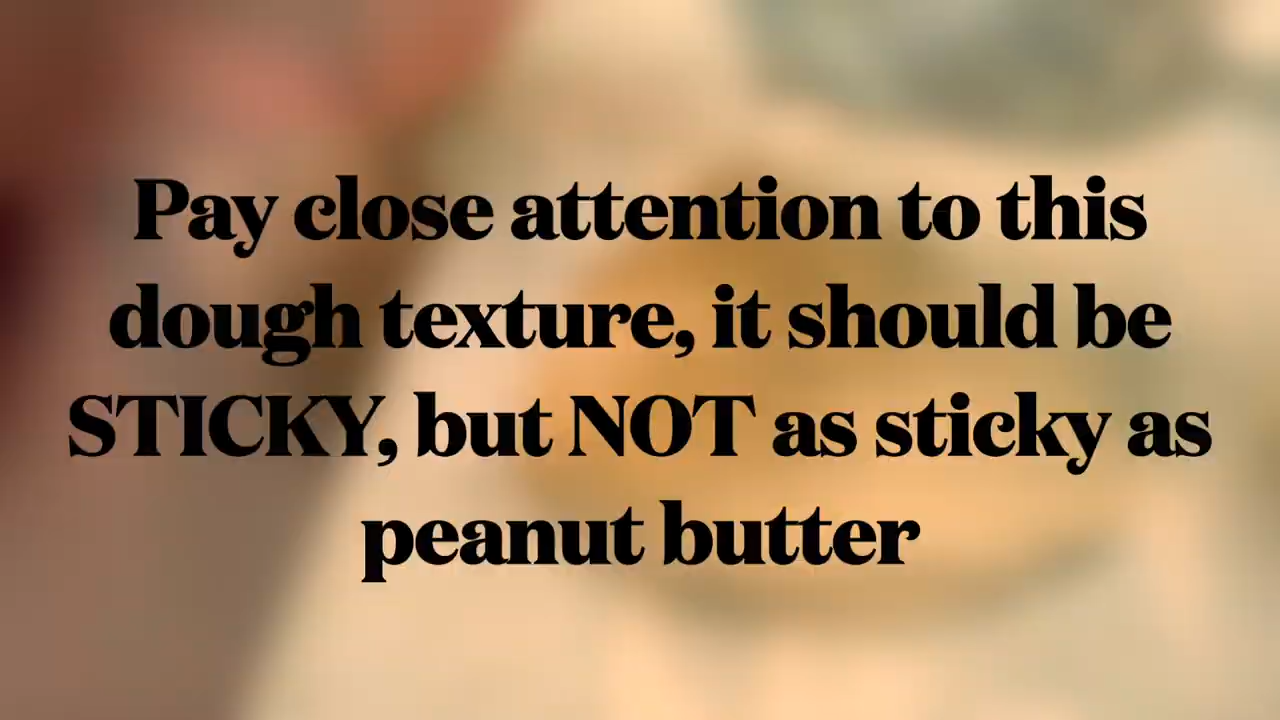 Pay close attention to this
dough texture, it should be
STICKY, but NOT as sticky as
peanut butter